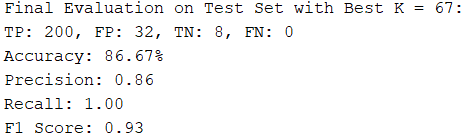 Final Evaluation on Test Set with Best K = 67:
TP: 200, FP: 32, TN: 8, FN: 0
Accuracy: 86.67%
Precision: 0.86
Recall: 1.00
F1 Score: 0.93